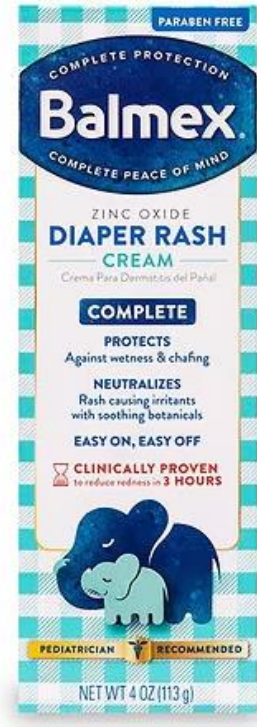 PARABEN FREE
COMPLETE PROTECTION
Balmex®
COMPLETE PEACE OF MIND
ZINC OXIDE
DIAPER RASH
CREAM
Crema Para Dermatitis del Pañal
COMPLETE
PROTECTS
Against wetness & chafing
NEUTRALIZES
Rash causing irritants
with soothing botanicals
EASY ON, EASY OFF
CLINICALLY PROVEN
to reduce redness in 3 HOURS
PEDIATRICIAN RECOMMENDED
NET WT 4 OZ (113 g)